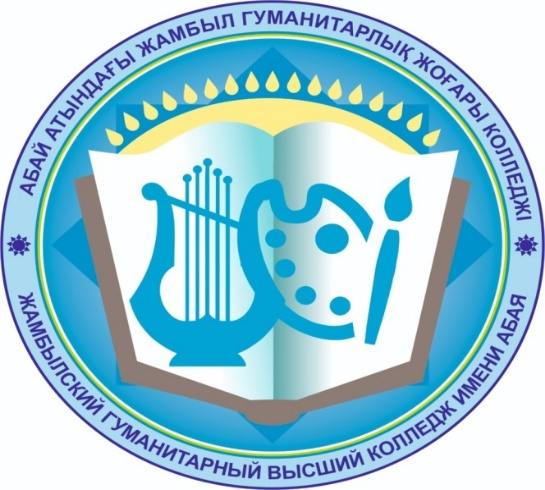 АБАЙ АТЫНДАҒЫ ЖАМБЫЛ ГУМАНИТАРЛЫҚ ЖОҒАРЫ КОЛЛЕДЖІ
ЖАМБЫЛСКИЙ ГУМАНИТАРНЫЙ ВЫСШИЙ КОЛЛЕДЖ ИМЕНИ АБАЯ